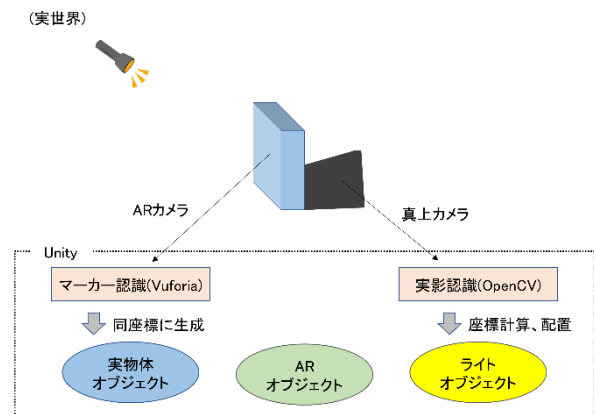 (実世界)
ARカメラ
真上カメラ
Unity
マーカー認識(Vuforia)
実影認識(OpenCV)
同座標に生成
座標計算、配置
実物体
オブジェクト
AR
オブジェクト
ライト
オブジェクト